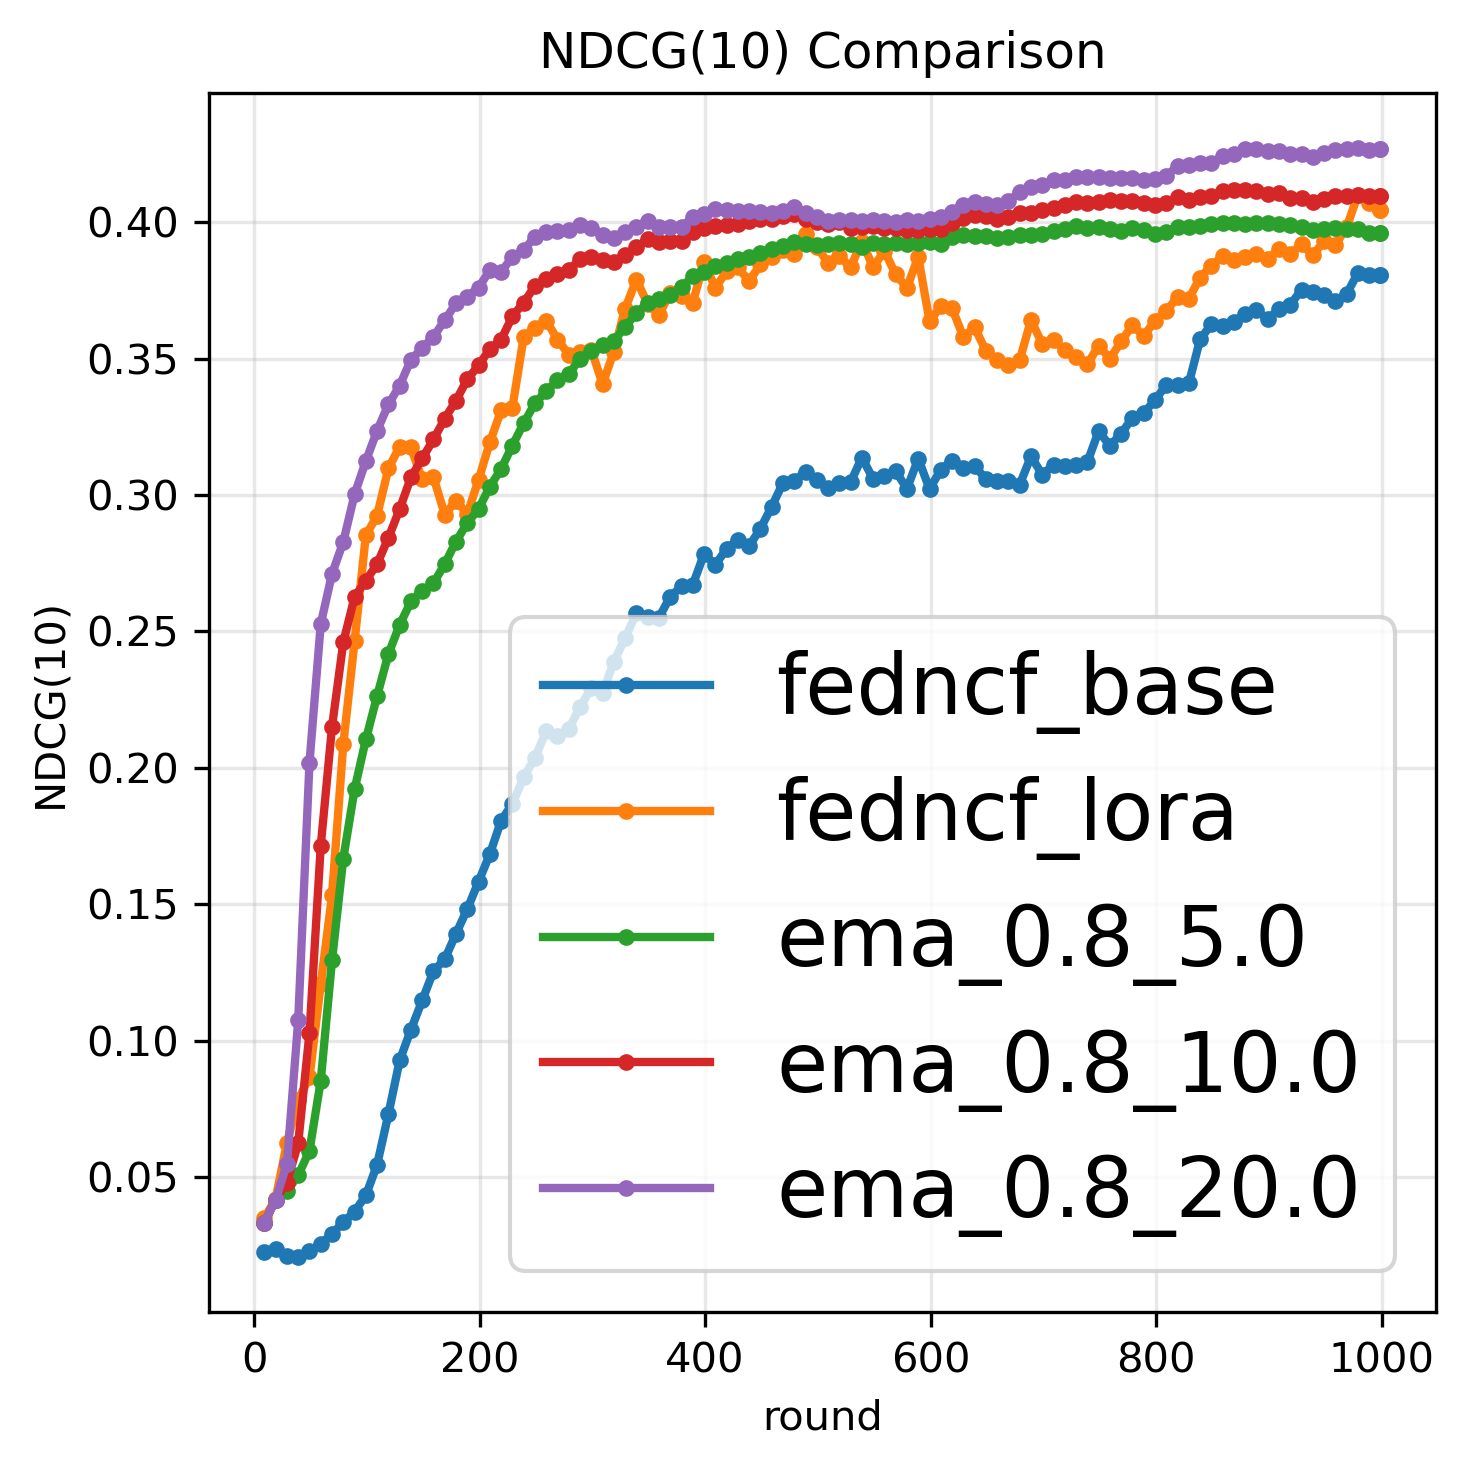 NDCG(10) Comparison
NDCG(10)
0.40
0.35
0.30
0.25
0.20
0.15
0.10
0.05
fedncf_base
fedncf_lora
ema_0.8_5.0
ema_0.8_10.0
ema_0.8_20.0
0 200 400 600 800 1000
round